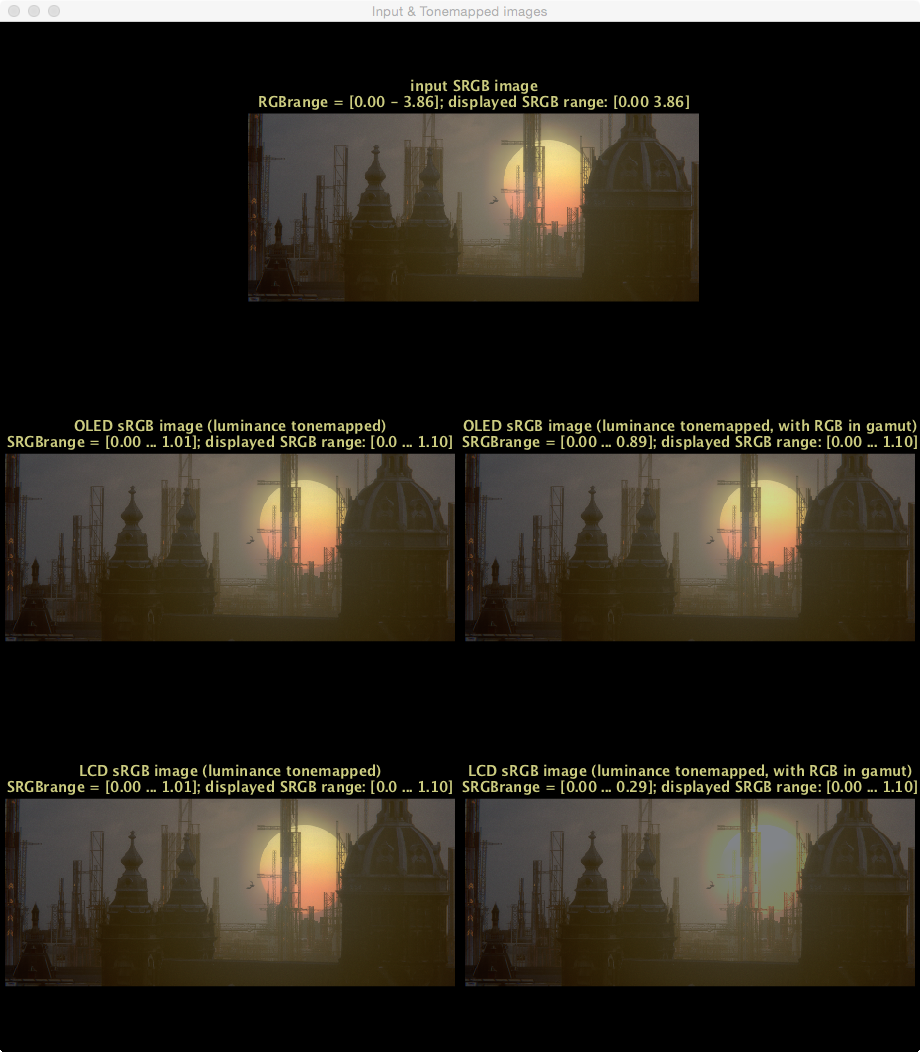 Input & Tonemapped images
input SRGB image
RGBrange = [0.00 - 3.86]; displayed SRGB range: [0.00 3.86]
OLED sRGB image (luminance tonemapped)
SRGBrange = [0.00 ... 1.01]; displayed SRGB range: [0.0 ... 1.10]
OLED sRGB image (luminance tonemapped, with RGB in gamut)
SRGBrange = [0.00 ... 0.89]; displayed SRGB range: [0.00 ... 1.10]
LCD sRGB image (luminance tonemapped)
SRGBrange = [0.00 ... 1.01]; displayed SRGB range: [0.0 ... 1.10]
LCD sRGB image (luminance tonemapped, with RGB in gamut)
SRGBrange = [0.00 ... 0.29]; displayed SRGB range: [0.00 ... 1.10]